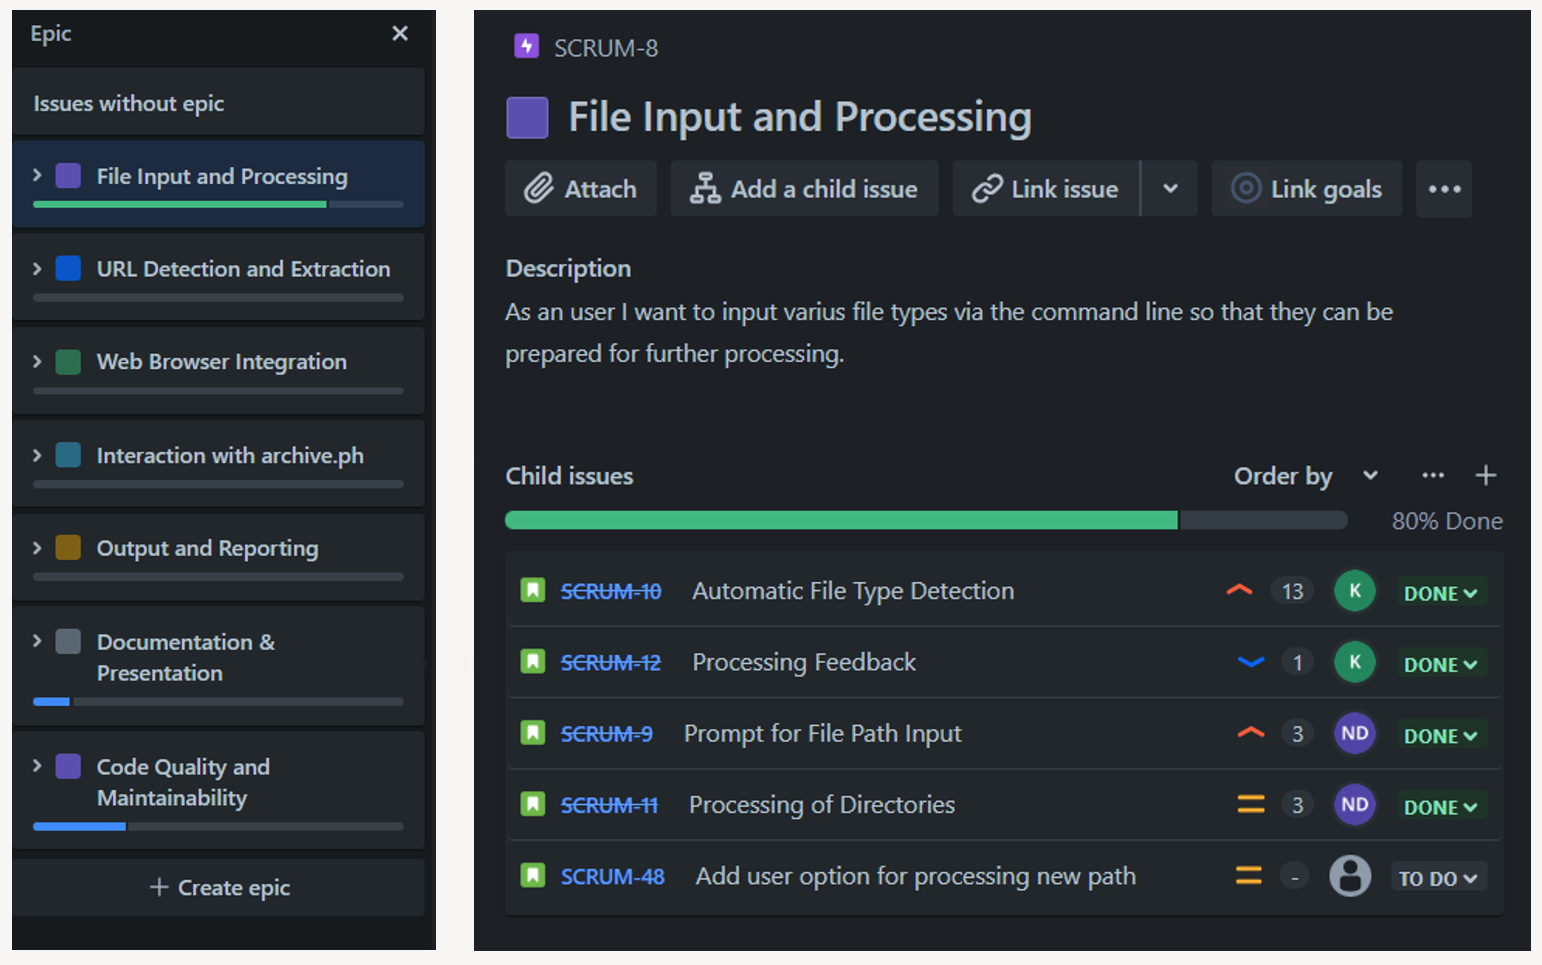 Epic
Issues without epic
File Input and Processing
URL Detection and Extraction
Web Browser Integration
Interaction with archive.ph
Output and Reporting
Documentation &
Presentation
Code Quality and
Maintainability
+ Create epic
SCRUM-8
File Input and Processing
Attach Add a child issue Link issue Link goals
Description
As an user I want to input varius file types via the command line so that they can be
prepared for further processing.
Child issues Order by
80% Done
SCRUM-10 Automatic File Type Detection 13 K DONE
SCRUM-12 Processing Feedback 1 K DONE
SCRUM-9 Prompt for File Path Input 3 ND DONE
SCRUM-11 Processing of Directories 3 ND DONE
SCRUM-48 Add user option for processing new path - TO DO